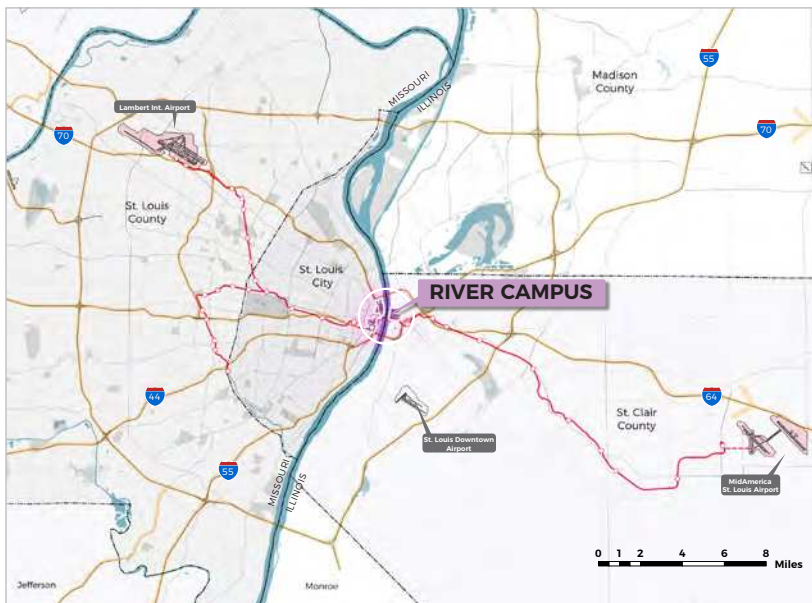 55
MISSOURI
ILLINOIS
Madison
County
Lambert Int. Airport
70
70
St. Louis
County
St. Louis
City
RIVER CAMPUS
44
64
St. Clair
County
St. Louis Downtown
Airport
55
MISSOURI
ILLINOIS
MidAmerica
St. Louis Airport
0 1 2 4 6 8 Miles
Jefferson
Monroe